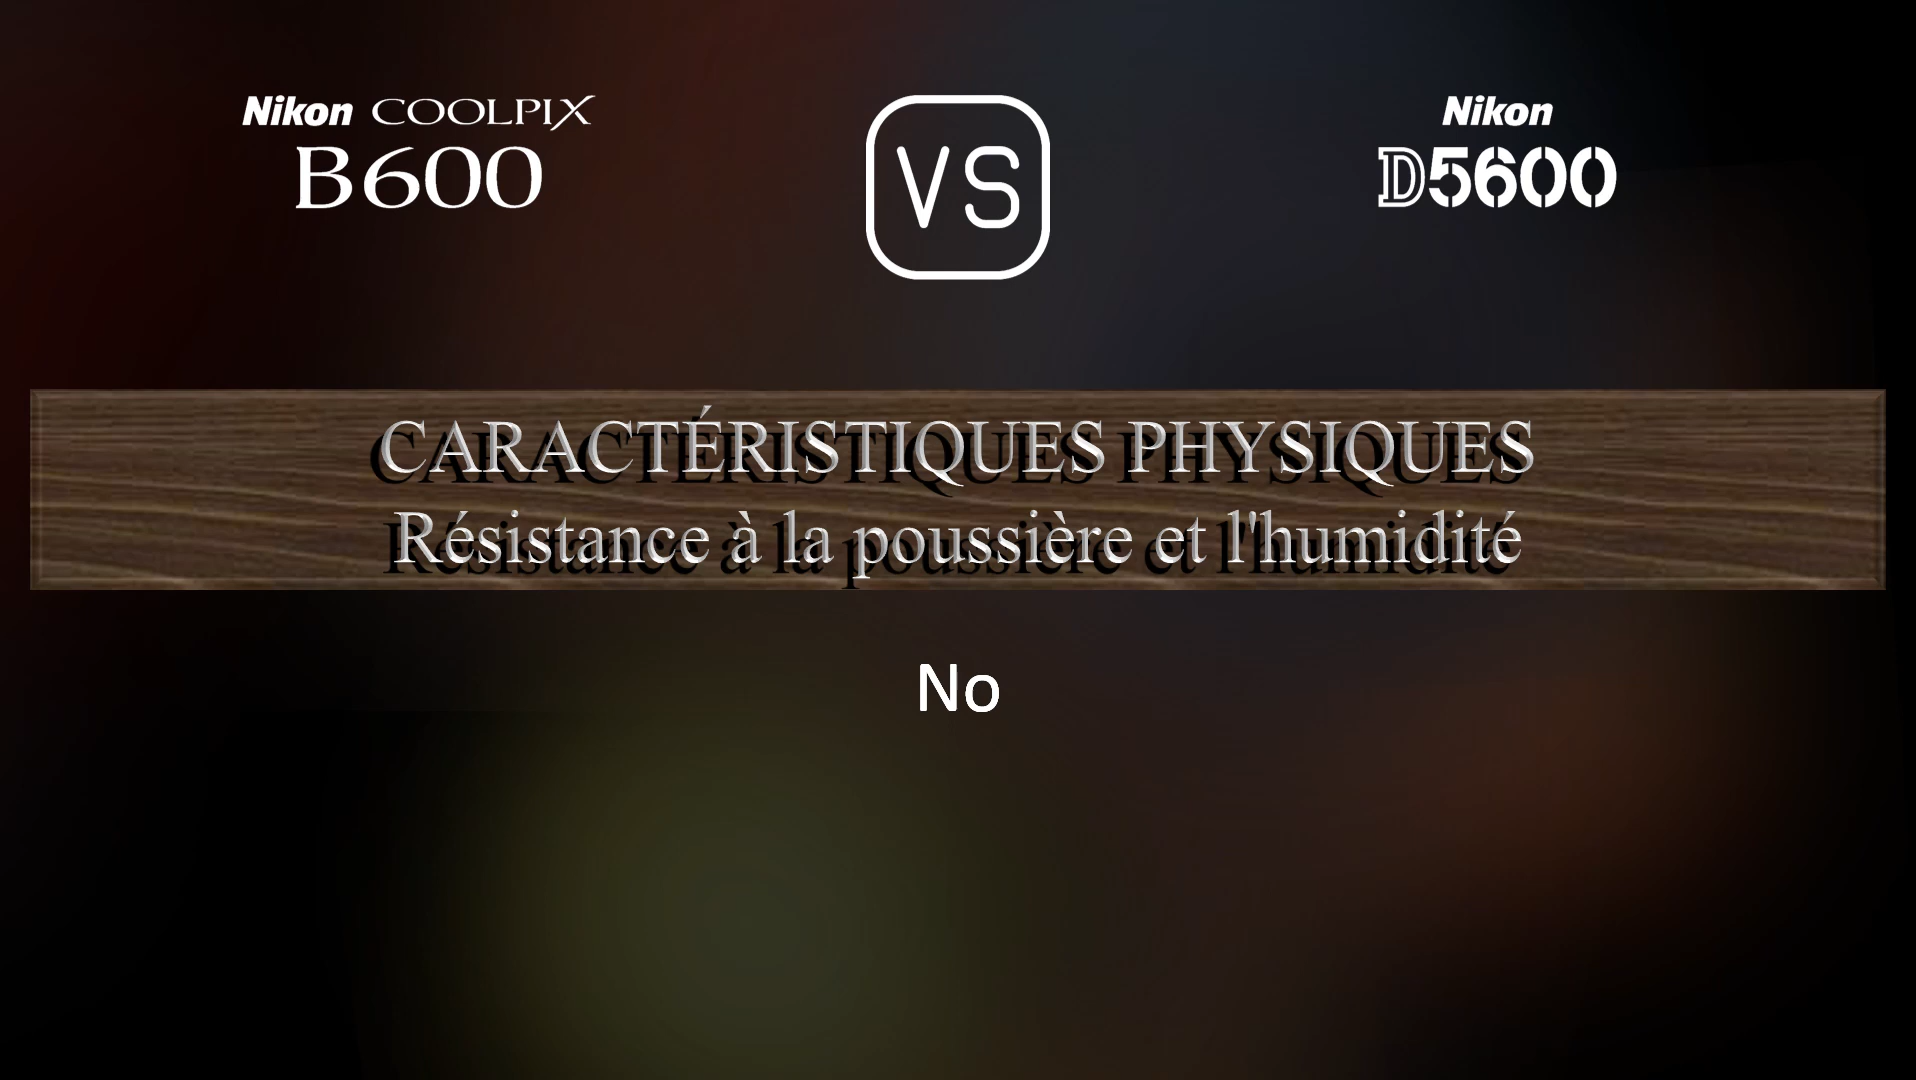 Nikon COOLPIX
B600
VS
Nikon
D5600
CARACTÉRISTIQUES PHYSIQUES
Résistance à la poussière et l'humidité
No